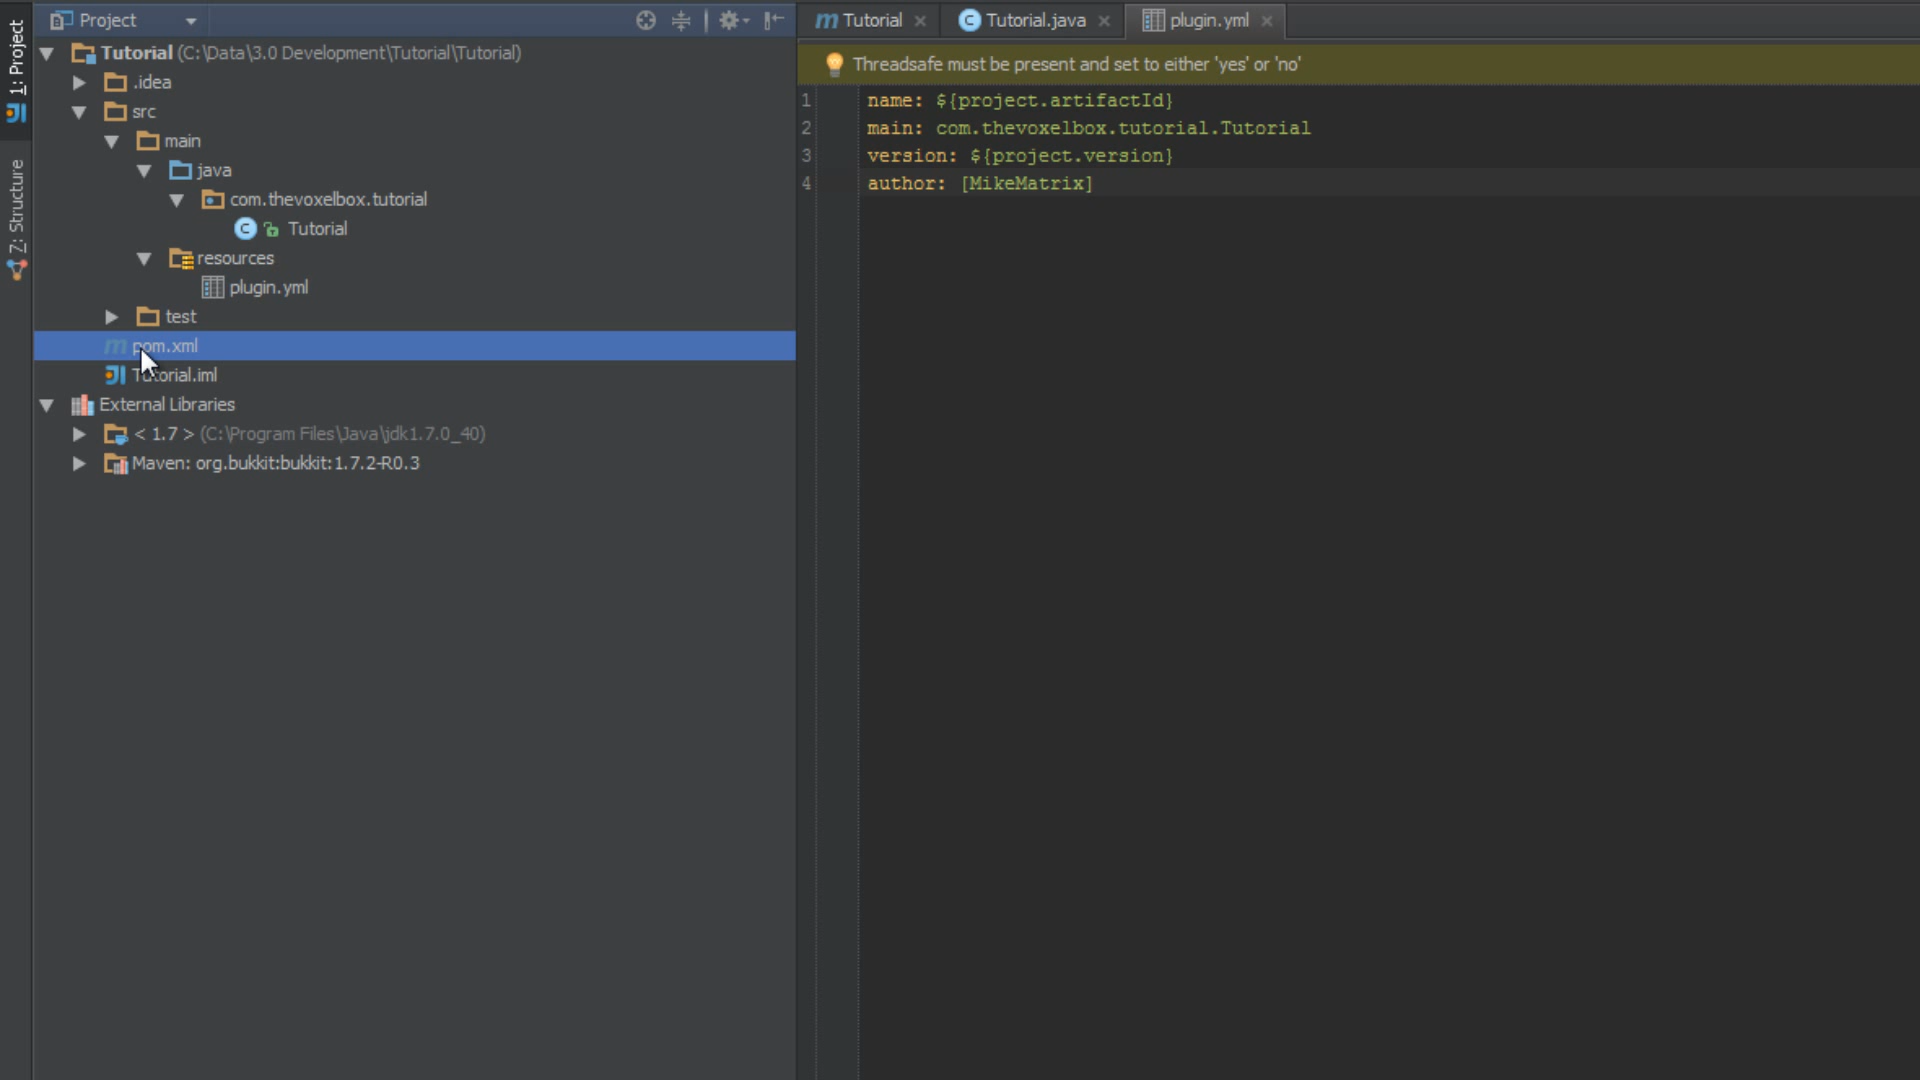 1: Project
Z: Structure
Project
Tutorial (C:\Data\3.0 Development\Tutorial\Tutorial)
.idea
src
main
java
com.thevoxelbox.tutorial
Tutorial
resources
plugin.yml
test
pom.xml
Tutorial.iml
External Libraries
< 1.7 > (C:\Program Files\Java\jdk1.7.0_40)
Maven: org.bukkit:bukkit:1.7.2-R0.3
Tutorial
Tutorial.java
plugin.yml
Threadsafe must be present and set to either 'yes' or 'no'
1 name: ${project.artifactId}
2 main: com.thevoxelbox.tutorial.Tutorial
3 version: ${project.version}
4 author: [MikeMatrix]